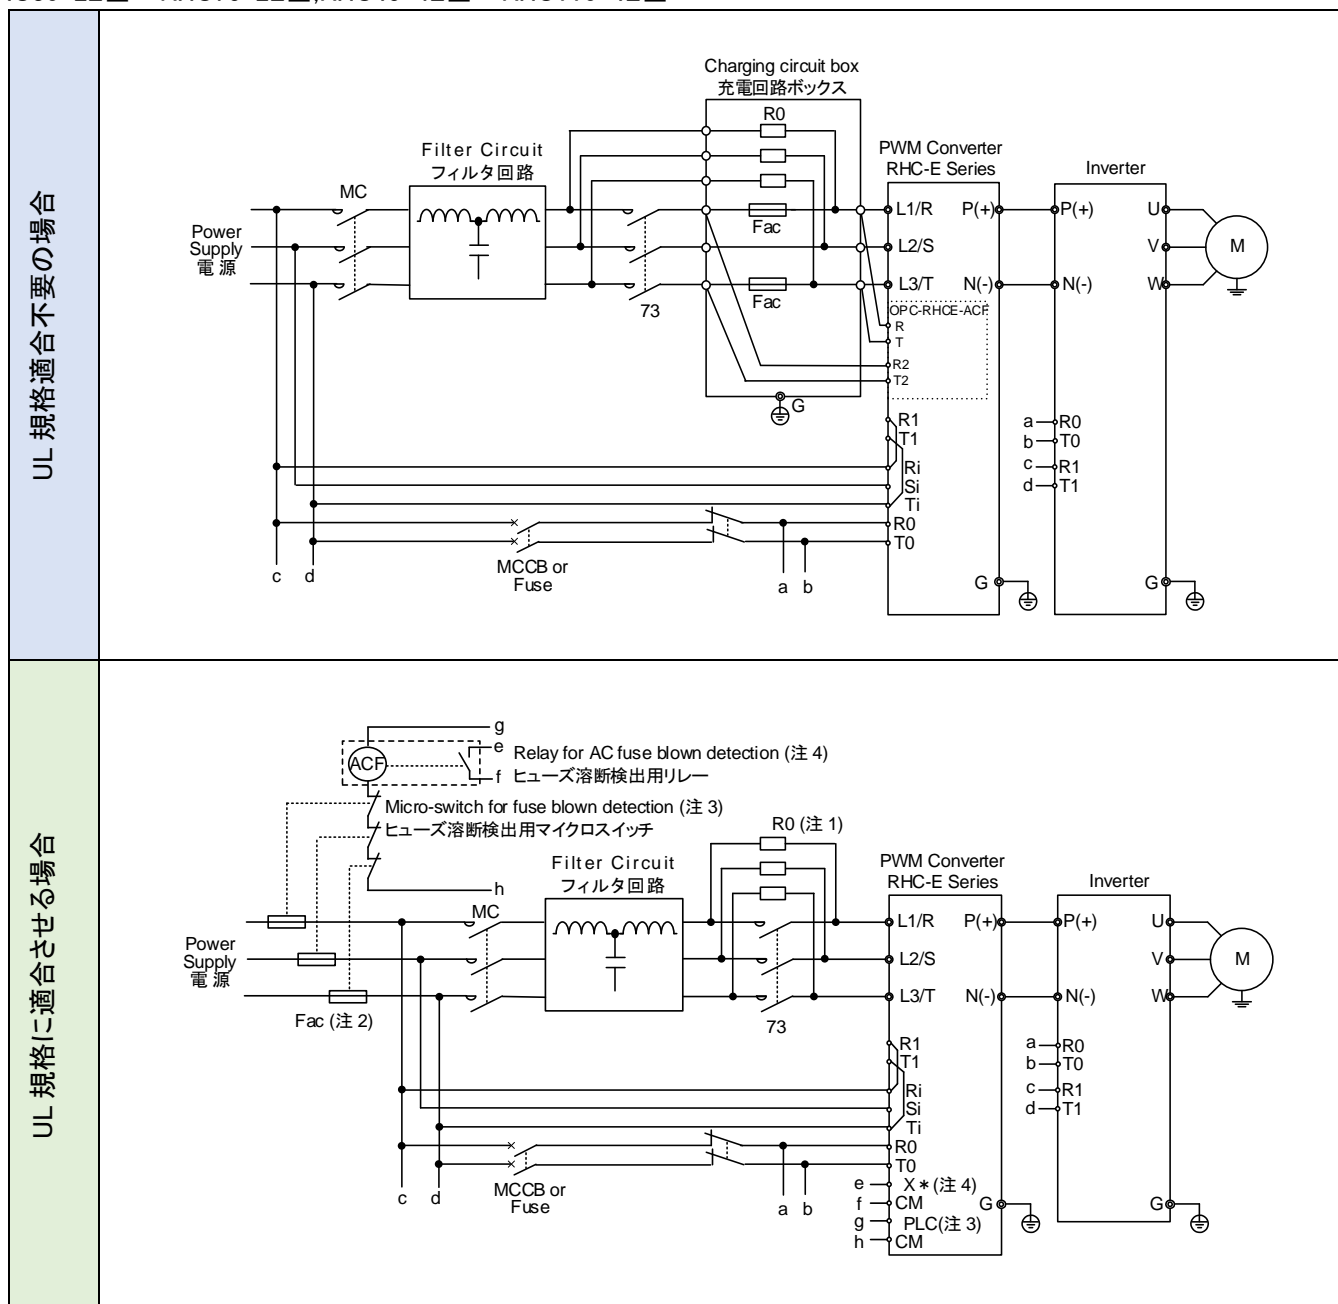 UL 規格適合不要の場合
Charging circuit box
充電回路ボックス
R0
Filter Circuit
フィルタ回路
MC
Power
Supply
電 源
73
Fac
Fac
PWM Converter
RHC-E Series
L1/R
P(+)
L2/S
L3/T
N(-)
OPC-RHCE-ACF
R
T
R2
T2
G
R1
T1
Ri
Si
Ti
R0
T0
G
Inverter
P(+)
U
V
N(-)
W
M
a
R0
b
T0
c
R1
d
T1
G
MCCB or
Fuse
c d
a b
UL 規格に適合させる場合
g
e
f
ACF
Relay for AC fuse blown detection (注 4)
ヒューズ溶断検出用リレー
Micro-switch for fuse blown detection (注 3)
ヒューズ溶断検出用マイクロスイッチ
h
R0 (注 1)
Filter Circuit
フィルタ回路
MC
Power
Supply
電 源
Fac (注 2)
73
PWM Converter
RHC-E Series
L1/R
P(+)
L2/S
L3/T
N(-)
R1
T1
Ri
Si
Ti
R0
T0
e
X＊(注 4)
f
CM
g
PLC(注 3)
h
CM
G
Inverter
P(+)
U
V
N(-)
W
M
a
R0
b
T0
c
R1
d
T1
G
MCCB or
Fuse
c d
a b